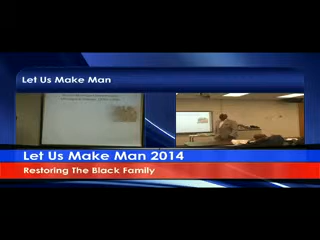 Let Us Make Man
Let Us Make Man 2014
Restoring The Black Family